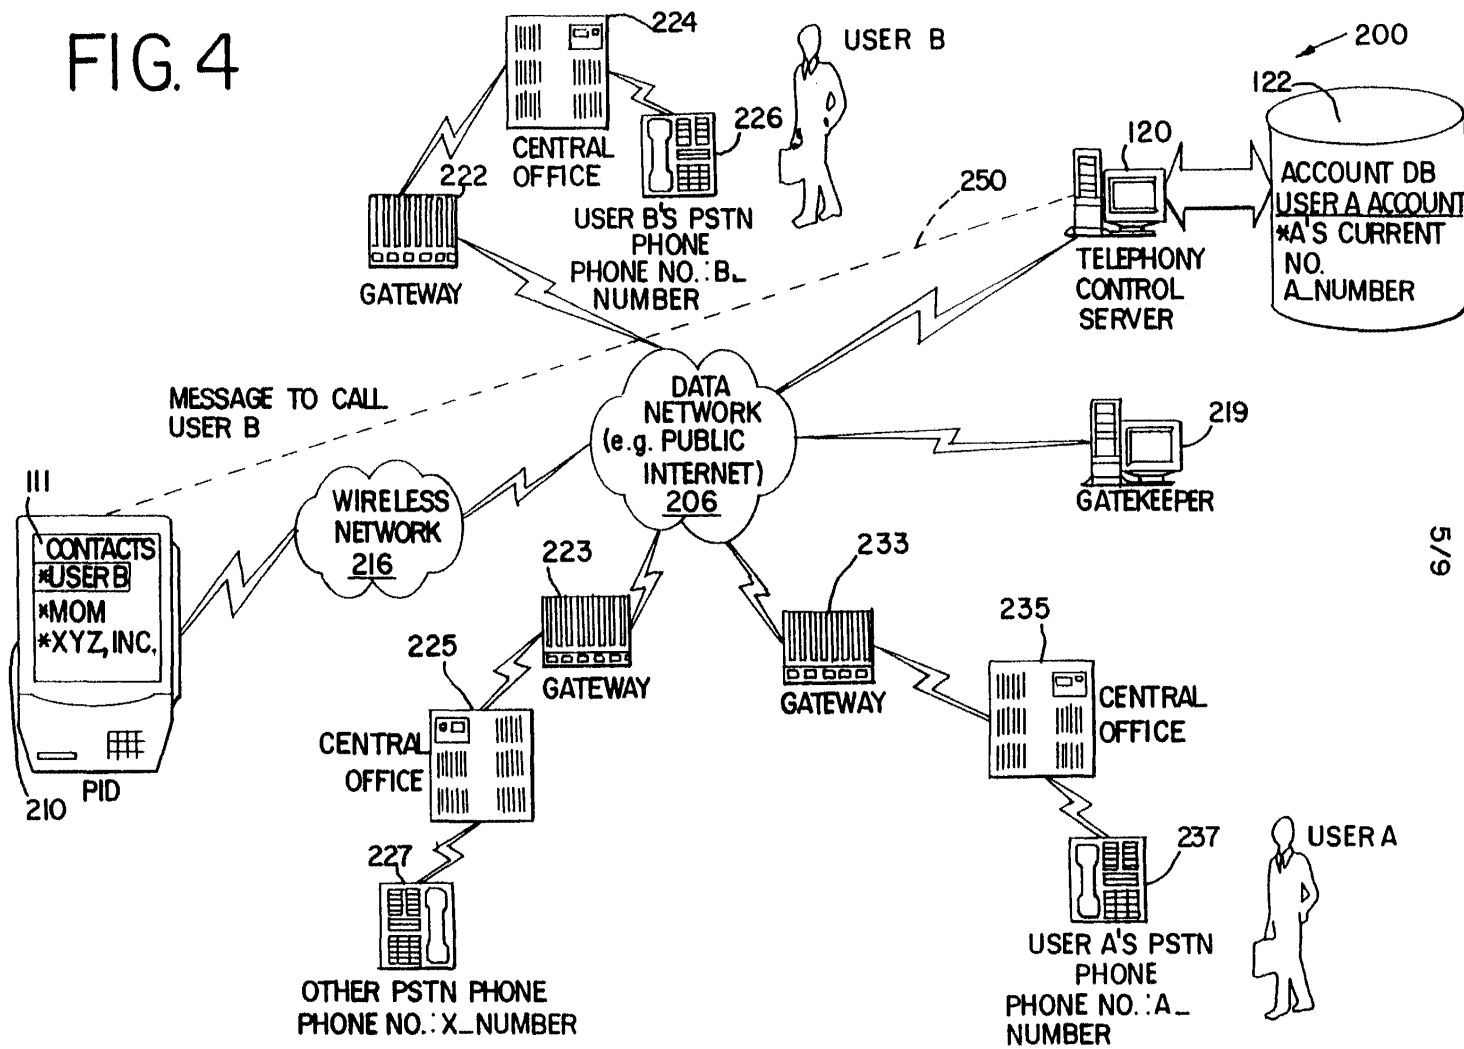 FIG. 4
224
USER B
200
122
120
226
CENTRAL
OFFICE
222
250
ACCOUNT DB
USER A ACCOUNT
*A'S CURRENT
NO.
A_NUMBER
USER B'S PSTN
PHONE
PHONE NO.: B_
NUMBER
GATEWAY
TELEPHONY
CONTROL
SERVER
MESSAGE TO CALL
USER B
DATA
NETWORK
(e.g. PUBLIC
INTERNET)
206
219
GATEKEEPER
111
WIRELESS
NETWORK
216
CONTACTS
*USER B
*MOM
*XYZ, INC.
5/9
223
233
225
235
GATEWAY
GATEWAY
CENTRAL
OFFICE
CENTRAL
OFFICE
210
PID
227
237
USER A
USER A'S PSTN
PHONE
PHONE NO.: A_
NUMBER
OTHER PSTN PHONE
PHONE NO.: X_NUMBER